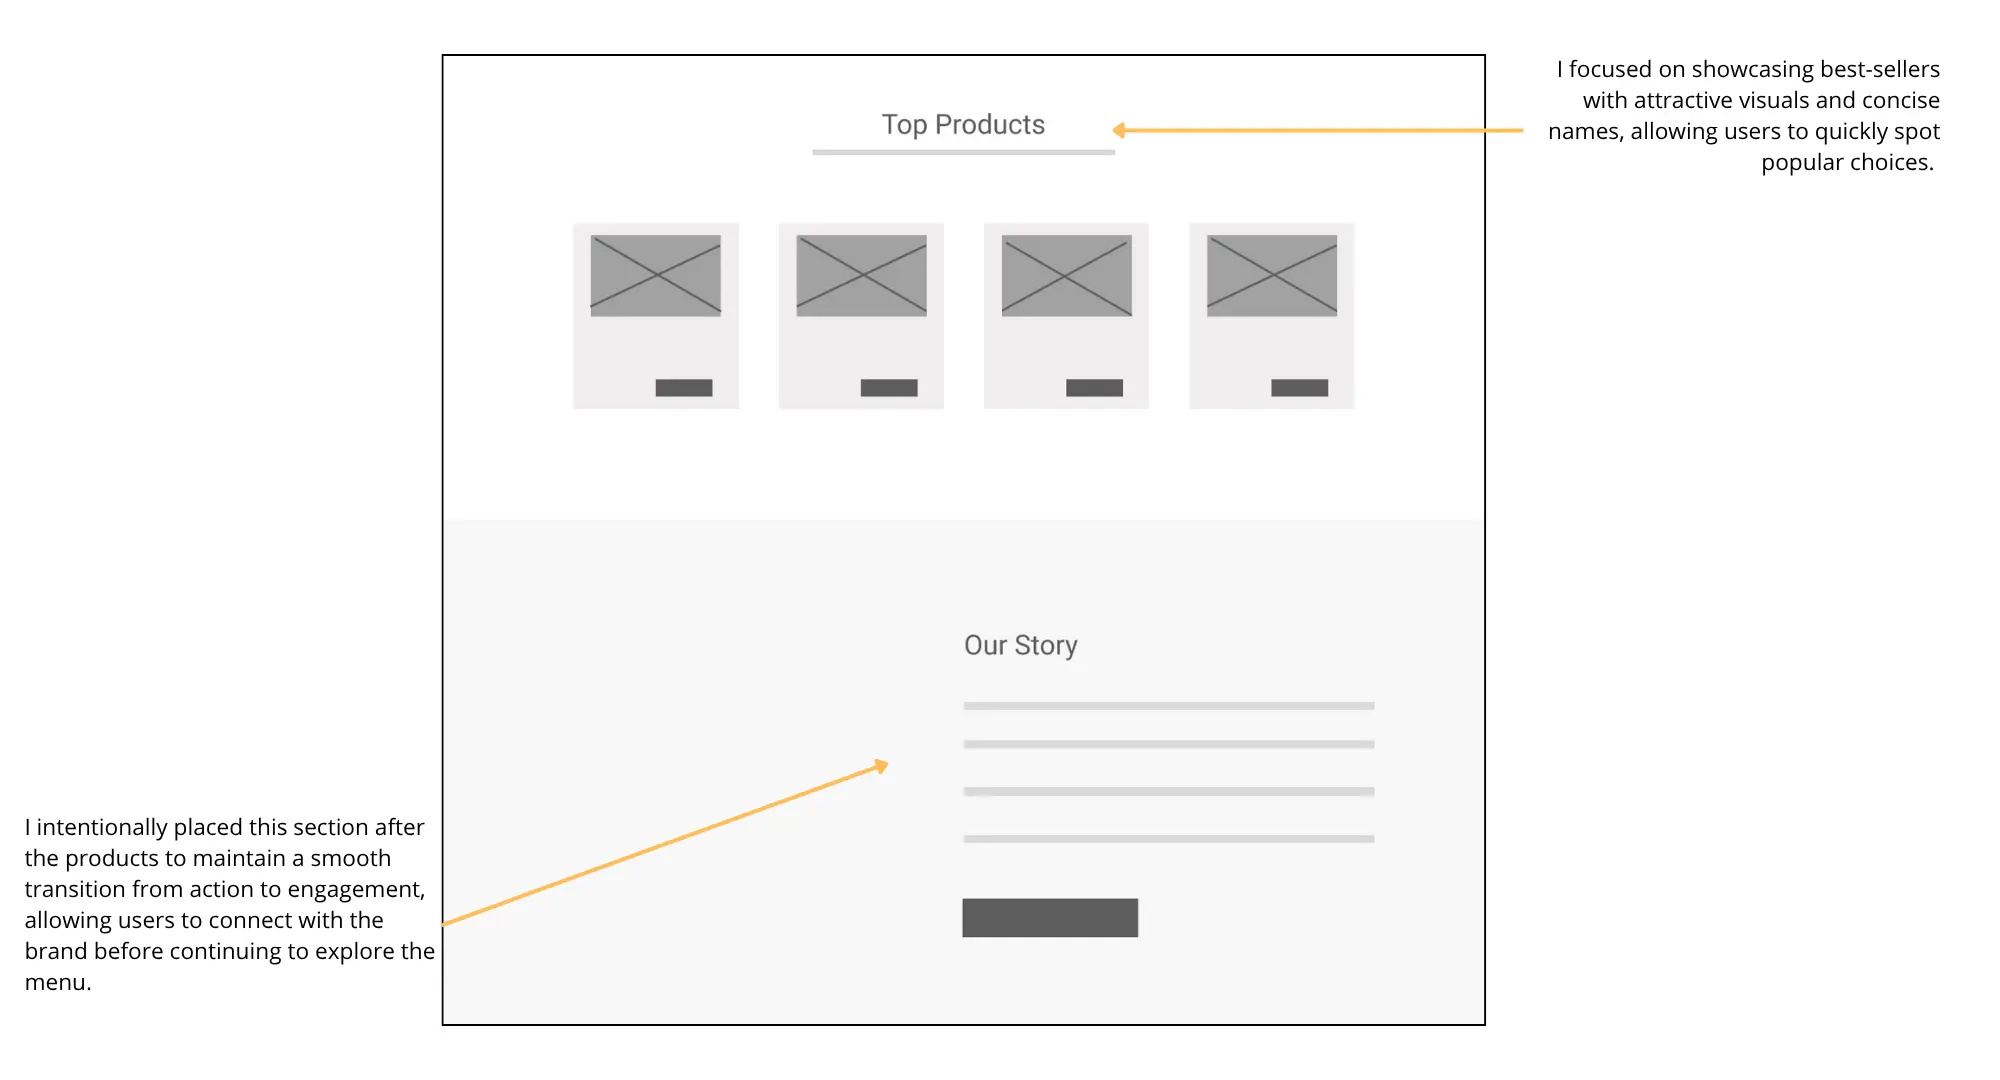 Top Products
I focused on showcasing best-sellers
with attractive visuals and concise
names, allowing users to quickly spot
popular choices.
Our Story
I intentionally placed this section after
the products to maintain a smooth
transition from action to engagement,
allowing users to connect with the
brand before continuing to explore the
menu.